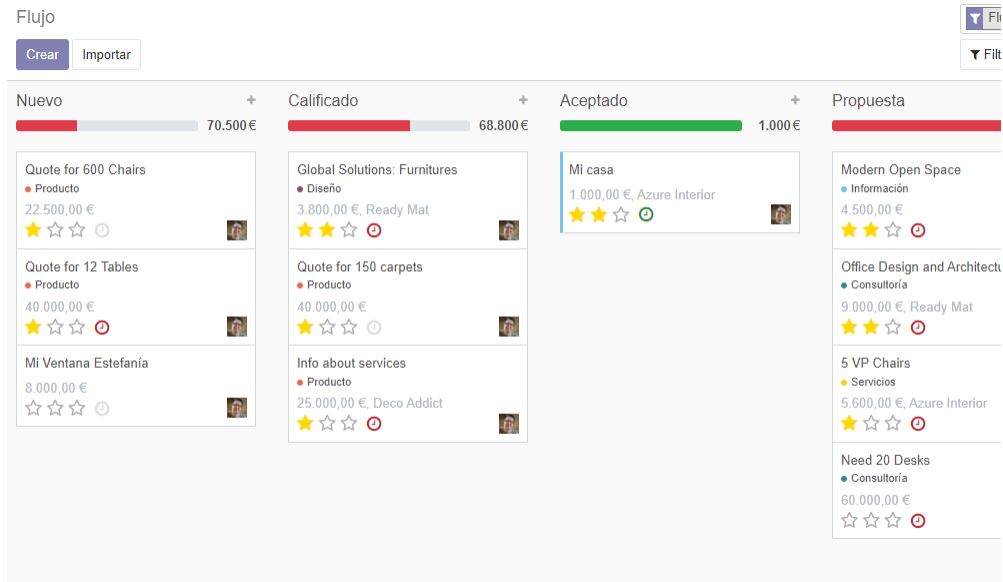 Flujo
Crear
Importar
Nuevo +
70.500 €
Quote for 600 Chairs
Producto
22.500,00 €
Quote for 12 Tables
Producto
40.000,00 €
Mi Ventana Estefanía
8.000,00 €
Calificado +
68.800 €
Global Solutions: Furnitures
Diseño
3.800,00 €, Ready Mat
Quote for 150 carpets
Producto
40.000,00 €
Info about services
Producto
25.000,00 €, Deco Addict
Aceptado +
1.000 €
Mi casa
1.000,00 €, Azure Interior
Propuesta
Modern Open Space
Información
4.500,00 €
Office Design and Architectu
Consultoría
9.000,00 €, Ready Mat
5 VP Chairs
Servicios
5.600,00 €, Azure Interior
Need 20 Desks
Consultoría
60.000,00 €
Flu
Filt